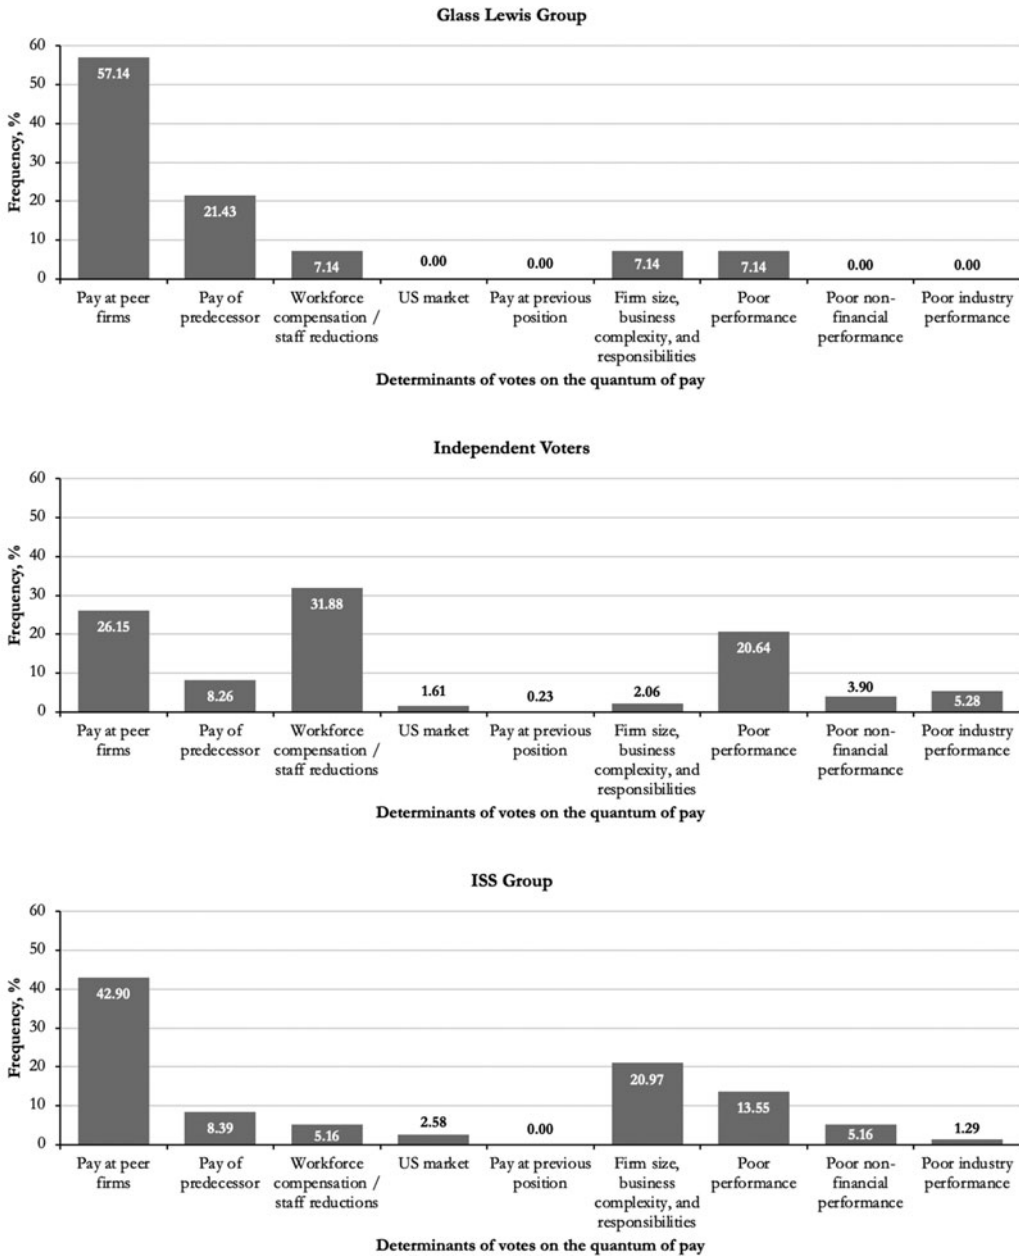 Glass Lewis Group
Frequency, %
60
50
40
30
20
10
0
57.14
21.43
7.14
0.00
0.00
7.14
7.14
0.00
0.00
Pay at peer
firms
Pay of
predecessor
Workforce
compensation /
staff reductions
US market
Pay at previous
position
Firm size,
business
complexity, and
responsibilities
Poor
performance
Poor non-
financial
performance
Poor industry
performance
Determinants of votes on the quantum of pay
Independent Voters
Frequency, %
60
50
40
30
20
10
0
26.15
8.26
31.88
1.61
0.23
2.06
20.64
3.90
5.28
Pay at peer
firms
Pay of
predecessor
Workforce
compensation /
staff reductions
US market
Pay at previous
position
Firm size,
business
complexity, and
responsibilities
Poor
performance
Poor non-
financial
performance
Poor industry
performance
Determinants of votes on the quantum of pay
ISS Group
Frequency, %
60
50
40
30
20
10
0
42.90
8.39
5.16
2.58
0.00
20.97
13.55
5.16
1.29
Pay at peer
firms
Pay of
predecessor
Workforce
compensation /
staff reductions
US market
Pay at previous
position
Firm size,
business
complexity, and
responsibilities
Poor
performance
Poor non-
financial
performance
Poor industry
performance
Determinants of votes on the quantum of pay